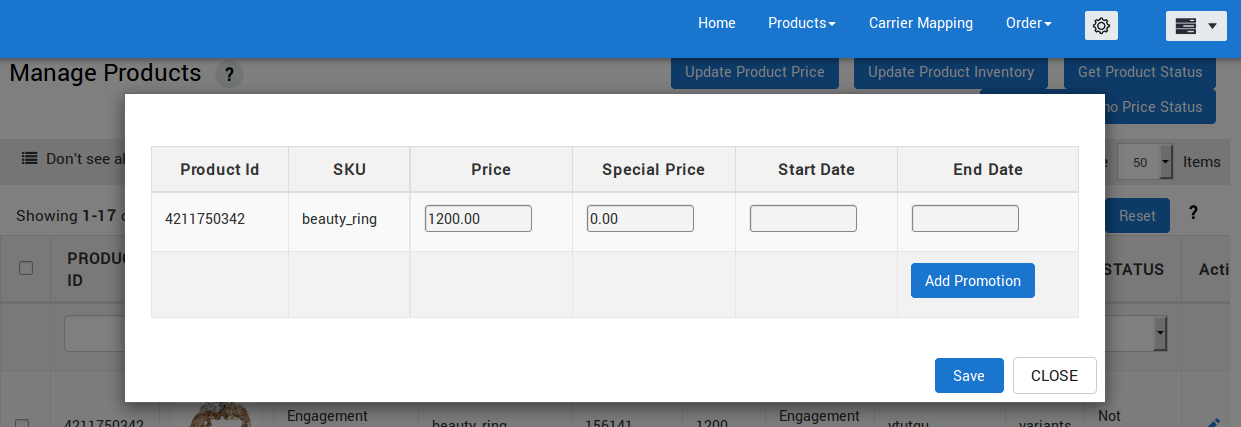 Home Products Carrier Mapping Order
Manage Products ?
Update Product Price Update Product Inventory Get Product Status
no Price Status
Don't see al
50 Items
Product Id SKU Price Special Price Start Date End Date
4211750342 beauty_ring 1200.00 0.00
Add Promotion
Showing 1-17
Reset ?
PRODU
ID
STATUS Acti
Save CLOSE
4211750342 Engagement beauty_ring 156141 1200 Engagement ytutgu variants Not